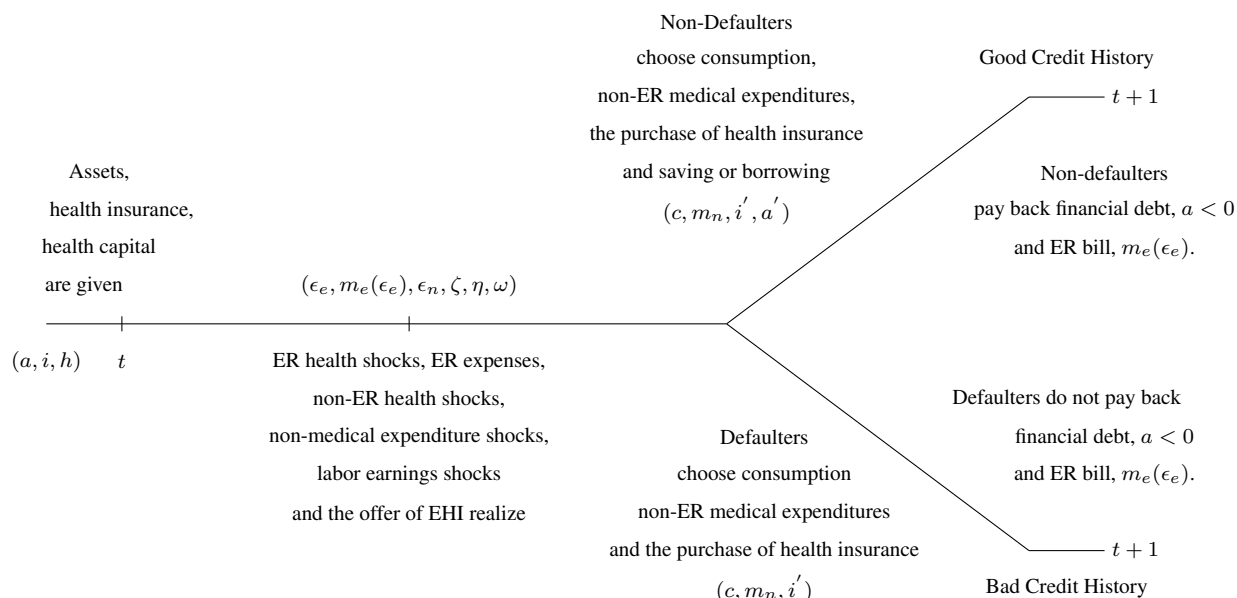 Assets,
health insurance,
health capital
are given
(a, i, h)
t
(ϵ_e, m_e(ϵ_e), ϵ_n, ζ, η, ω)
ER health shocks, ER expenses,
non-ER health shocks,
non-medical expenditure shocks,
labor earnings shocks
and the offer of EHI realize
Non-Defaulters
choose consumption,
non-ER medical expenditures,
the purchase of health insurance
and saving or borrowing
(c, m_n, i′, a′)
Good Credit History
t + 1
Non-defaulters
pay back financial debt, a < 0
and ER bill, m_e(ϵ_e).
Defaulters
choose consumption
non-ER medical expenditures
and the purchase of health insurance
(c, m_n, i′)
Defaulters do not pay back
financial debt, a < 0
and ER bill, m_e(ϵ_e).
t + 1
Bad Credit History